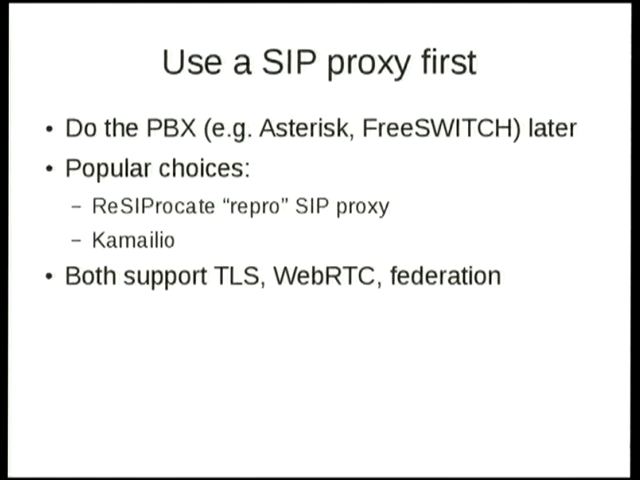 Use a SIP proxy first
• Do the PBX (e.g. Asterisk, FreeSWITCH) later
• Popular choices:
– ReSIProcate “repro” SIP proxy
– Kamailio
• Both support TLS, WebRTC, federation